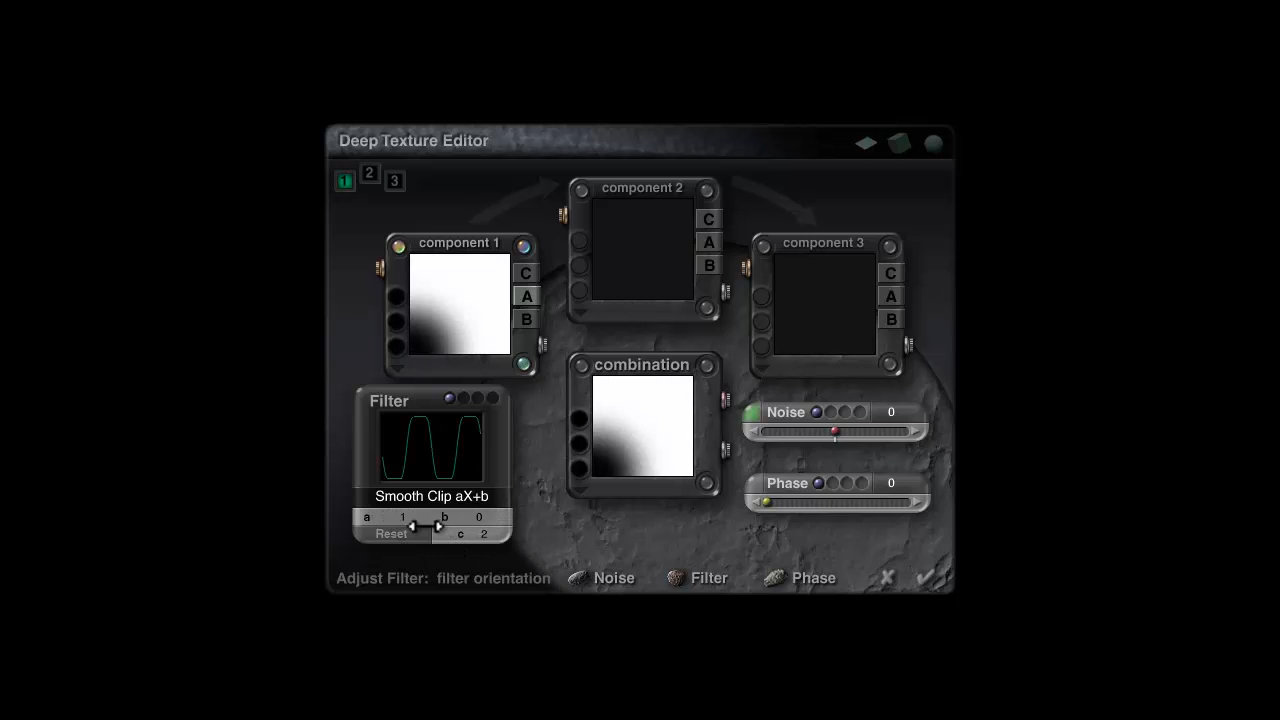 Deep Texture Editor
1 2 3
component 1
C
A
B
component 2
C
A
B
component 3
C
A
B
combination
Filter
Smooth Clip aX+b
a 1 b 0
Reset c 2
Noise 0
Phase 0
Adjust Filter: filter orientation
Noise Filter Phase